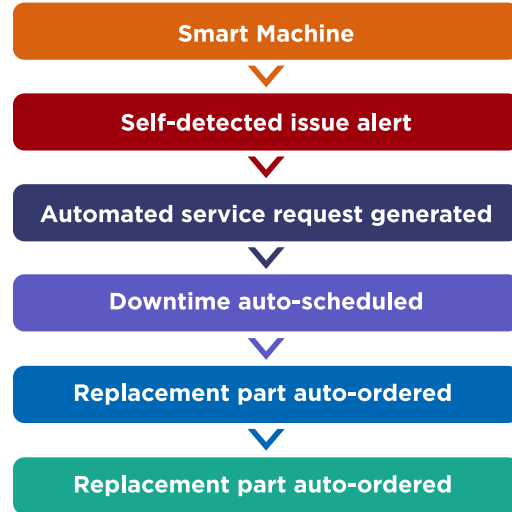 Smart Machine
Self-detected issue alert
Automated service request generated
Downtime auto-scheduled
Replacement part auto-ordered
Replacement part auto-ordered